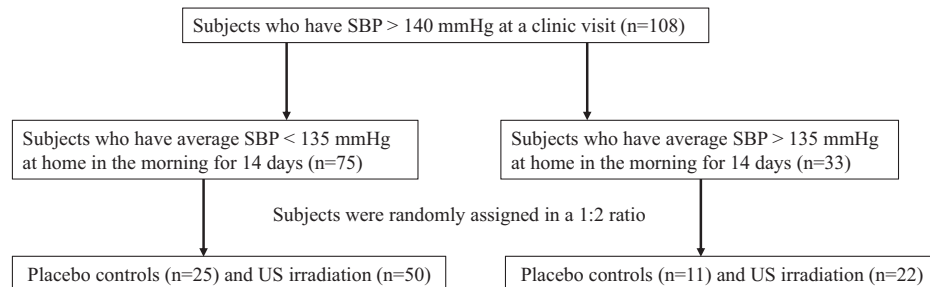 Subjects who have SBP > 140 mmHg at a clinic visit (n=108)
Subjects who have average SBP < 135 mmHg
at home in the morning for 14 days (n=75)
Subjects who have average SBP > 135 mmHg
at home in the morning for 14 days (n=33)
Subjects were randomly assigned in a 1:2 ratio
Placebo controls (n=25) and US irradiation (n=50)
Placebo controls (n=11) and US irradiation (n=22)